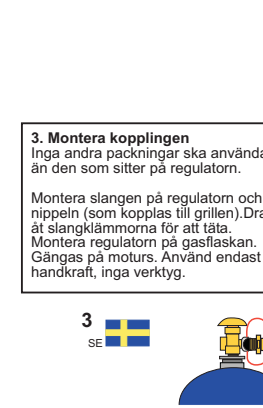 3. Montera kopplingen
Inga andra packningar ska använda
än den som sitter på regulatorn.
Montera slangen på regulatorn och
nippeln (som kopplas till grillen).Dra
åt slangklämmorna för att täta.
Montera regulatorn på gasflaskan.
Gängas på moturs. Använd endast
handkraft, inga verktyg.
3
SE